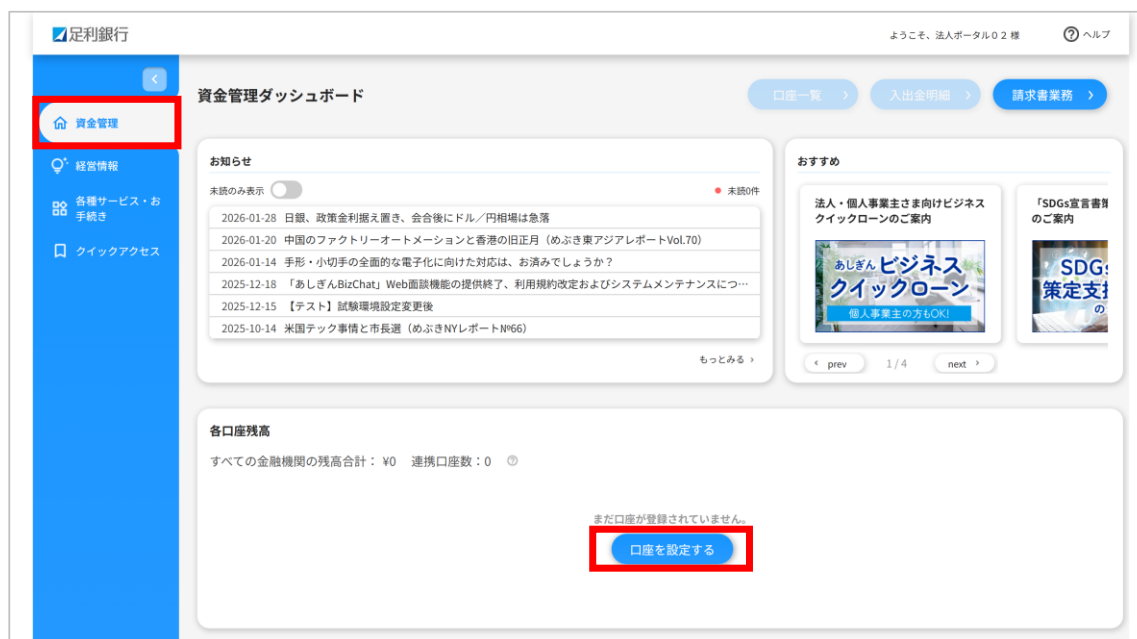 足利銀行
ようこそ、法人ポータル02 様
ヘルプ
資金管理
経営情報
各種サービス・お
手続き
クイックアクセス
資金管理ダッシュボード
口座一覧
入出金明細
請求書業務
お知らせ
未読のみ表示
未読0件
2026-01-28 日銀、政策金利据え置き、会合後にドル／円相場は急落
2026-01-20 中国のファクトリーオートメーションと香港の旧正月（めぶき東アジアレポートVol.70）
2026-01-14 手形・小切手の全面的な電子化に向けた対応は、お済みでしょうか？
2025-12-18 「あしぎんBizChat」Web面談機能の提供終了、利用規約改定およびシステムメンテナンスにつ…
2025-12-15 【テスト】試験環境設定変更後
2025-10-14 米国テック事情と市長選（めぶきNYレポート№66）
もっとみる
おすすめ
法人・個人事業主さま向けビジネス
クイックローンのご案内
あしぎん ビジネス
クイックローン
個人事業主の方もOK!
「SDGs宣言書策
のご案内
SDGs
策定支
の
prev
1/4
next
各口座残高
すべての金融機関の残高合計： ¥0 連携口座数：0
まだ口座が登録されていません。
口座を設定する